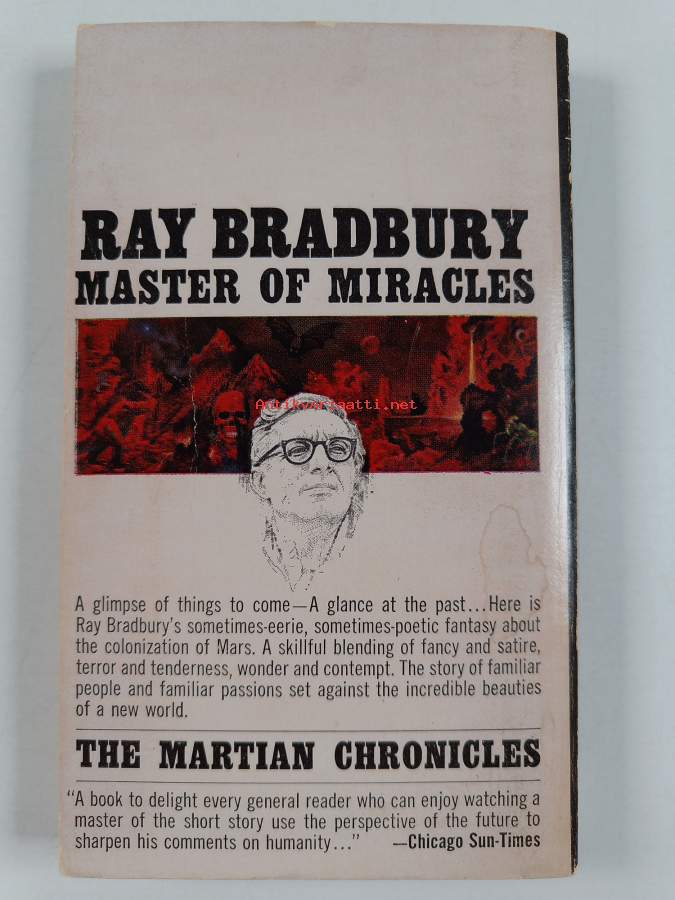 RAY BRADBURY
MASTER OF MIRACLES
Antikvariaatti.net
A glimpse of things to come—A glance at the past...Here is
Ray Bradbury's sometimes-eerie, sometimes-poetic fantasy about
the colonization of Mars. A skillful blending of fancy and satire,
terror and tenderness, wonder and contempt. The story of familiar
people and familiar passions set against the incredible beauties
of a new world.
THE MARTIAN CHRONICLES
"A book to delight every general reader who can enjoy watching a
master of the short story use the perspective of the future to
sharpen his comments on humanity..." —Chicago Sun-Times